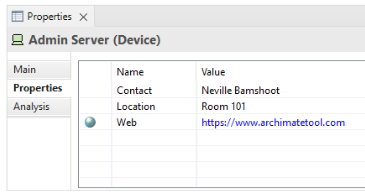 Properties
Admin Server (Device)
Main
Properties
Analysis
Name Value
Contact Neville Bamshoot
Location Room 101
Web https://www.archimatetool.com